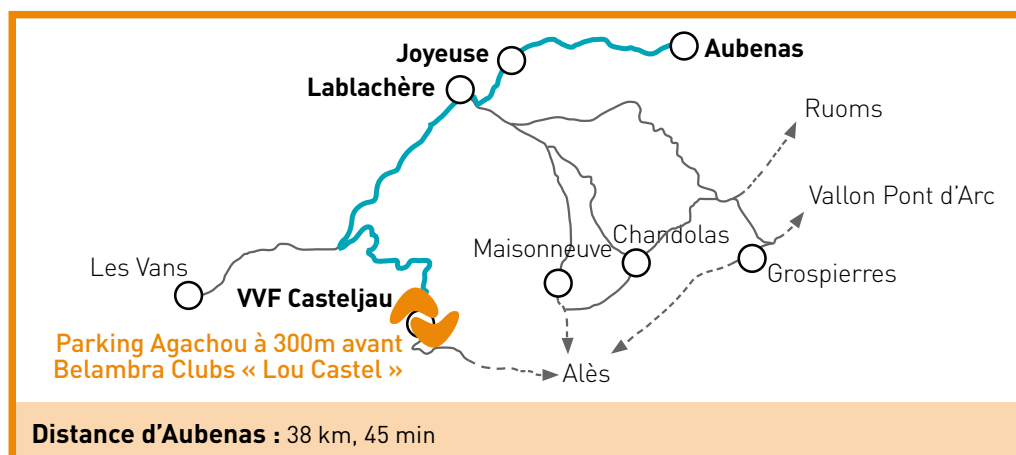 Joyeuse
Aubenas
Lablachère
Ruoms
Vallon Pont d'Arc
Chandolas
Maisonneuve
Les Vans
Grospierres
VVF Casteljau
Parking Agachou à 300m avant
Belambra Clubs « Lou Castel »
Alès
Distance d'Aubenas : 38 km, 45 min